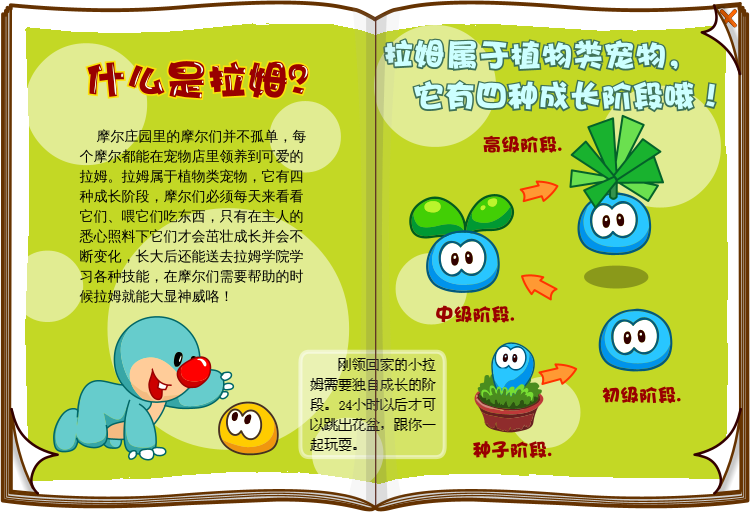 什么是拉姆?
摩尔庄园里的摩尔们并不孤单，每
个摩尔都能在宠物店里领养到可爱的
拉姆。拉姆属于植物类宠物，它有四
种成长阶段，摩尔们必须每天来看看
它们、喂它们吃东西，只有在主人的
悉心照料下它们才会茁壮成长并会不
断变化，长大后还能送去拉姆学院学
习各种技能，在摩尔们需要帮助的时
候拉姆就能大显神威咯！
刚领回家的小拉
姆需要独自成长的阶
段。24小时以后才可
以跳出花盆，跟你一
起玩耍。
拉姆属于植物类宠物，
它有四种成长阶段哦！
高级阶段.
中级阶段.
初级阶段.
种子阶段.